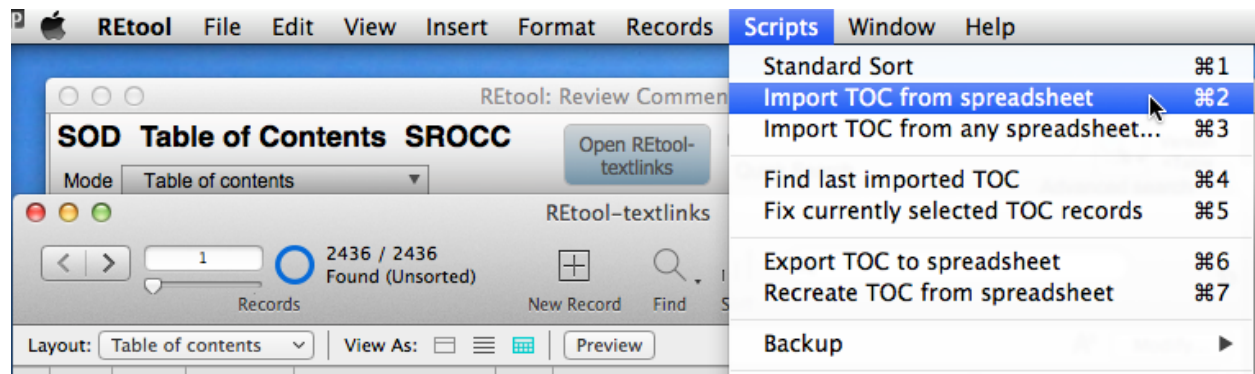 REtool File Edit View Insert Format Records Scripts Window Help
Standard Sort ⌘1
Import TOC from spreadsheet ⌘2
Import TOC from any spreadsheet... ⌘3
Find last imported TOC ⌘4
Fix currently selected TOC records ⌘5
Export TOC to spreadsheet ⌘6
Recreate TOC from spreadsheet ⌘7
Backup
REtool: Review Commen
SOD Table of Contents SROCC
Open REtool-
textlinks
Mode Table of contents
REtool-textlinks
1
2436 / 2436
Found (Unsorted)
Records
New Record Find
Layout: Table of contents View As: Preview